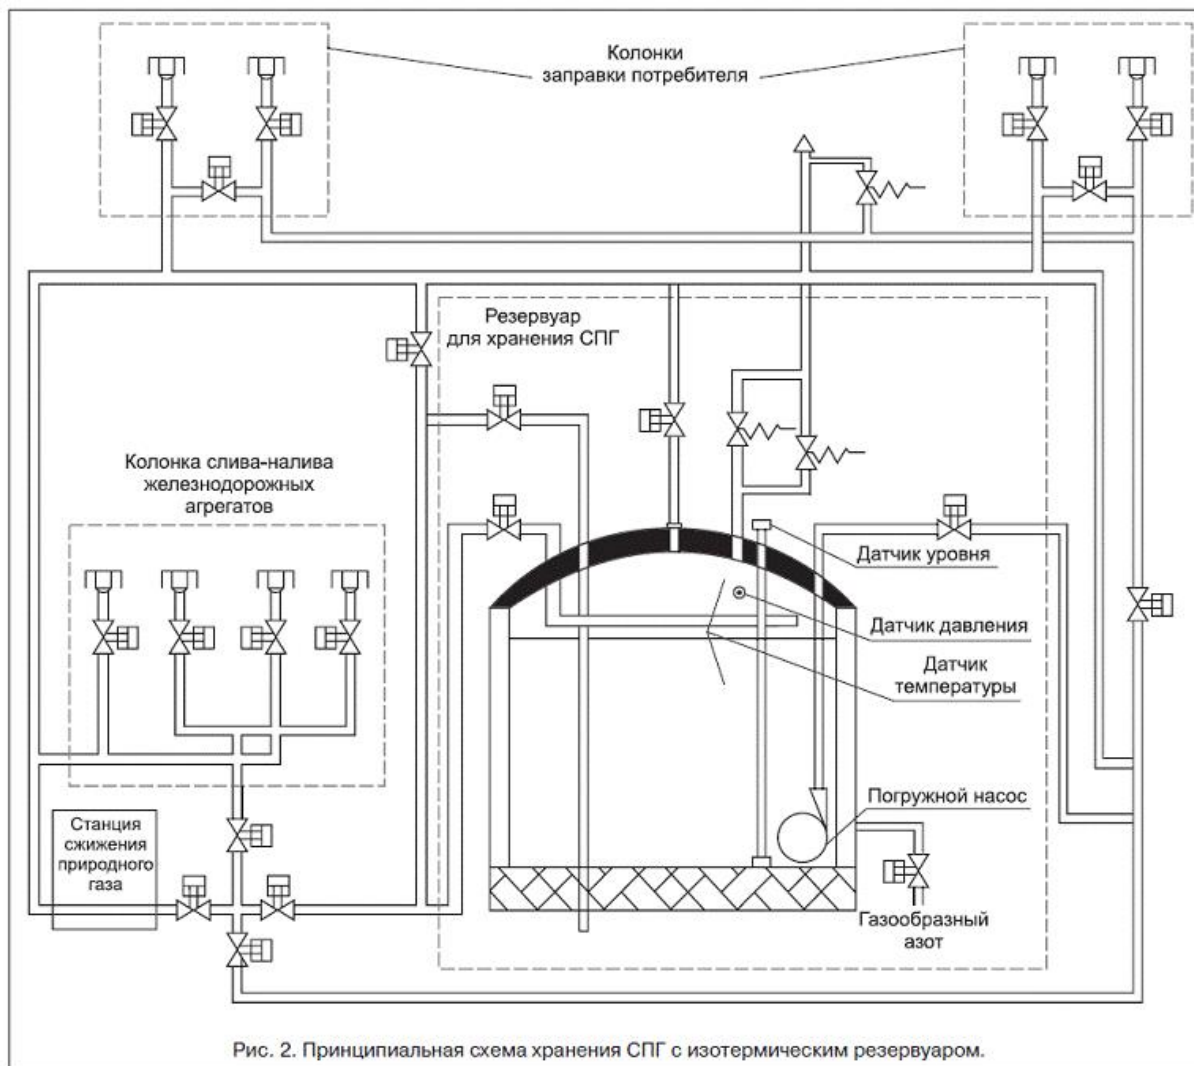 Колонки
заправки потребителя
Резервуар
для хранения СПГ
Колонка слива-налива
железнодорожных
агрегатов
Датчик уровня
Датчик давления
Датчик
температуры
Погружной насос
Станция
сжижения
природного
газа
Газообразный
азот
Рис. 2. Принципиальная схема хранения СПГ с изотермическим резервуаром.